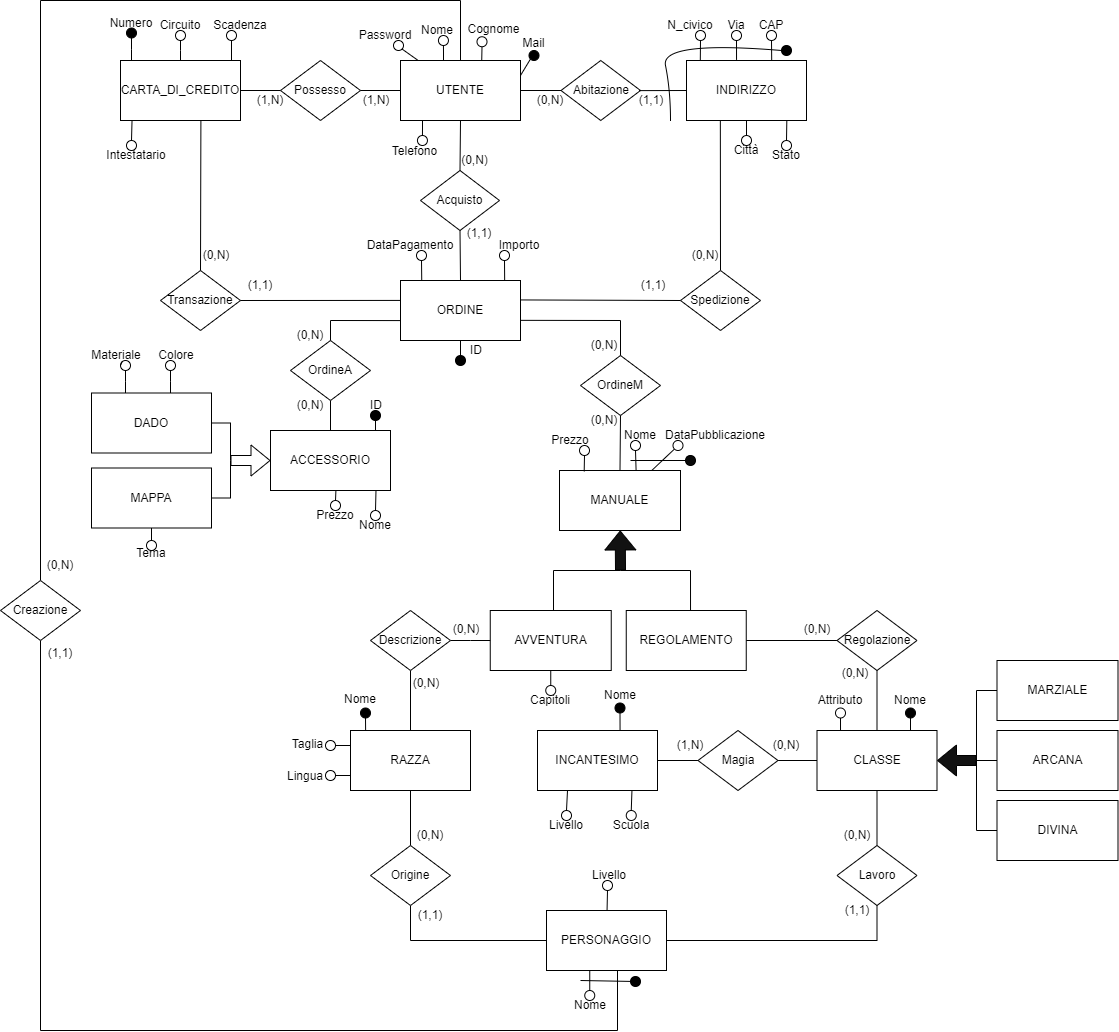 Numero
Circuito
Scadenza
Password
Nome
Cognome
Mail
N_civico
Via
CAP
CARTA_DI_CREDITO
(1,N)
Possesso
(1,N)
UTENTE
(0,N)
Abitazione
(1,1)
INDIRIZZO
Intestatario
Telefono
Città
Stato
(0,N)
Acquisto
(1,1)
DataPagamento
Importo
(0,N)
(0,N)
Transazione
(1,1)
(1,1)
Spedizione
ORDINE
ID
(0,N)
(0,N)
Materiale
Colore
OrdineA
OrdineM
(0,N)
(0,N)
ID
DADO
Prezzo
Nome
DataPubblicazione
ACCESSORIO
MAPPA
MANUALE
Prezzo
Nome
Tema
(0,N)
Creazione
(1,1)
Descrizione
(0,N)
AVVENTURA
REGOLAMENTO
(0,N)
Regolazione
(0,N)
(0,N)
Capitoli
Nome
Nome
Attributo
Nome
MARZIALE
Taglia
Lingua
RAZZA
INCANTESIMO
(1,N)
Magia
(0,N)
CLASSE
ARCANA
Livello
Scuola
DIVINA
(0,N)
(0,N)
Origine
Livello
Lavoro
(1,1)
(1,1)
PERSONAGGIO
Nome